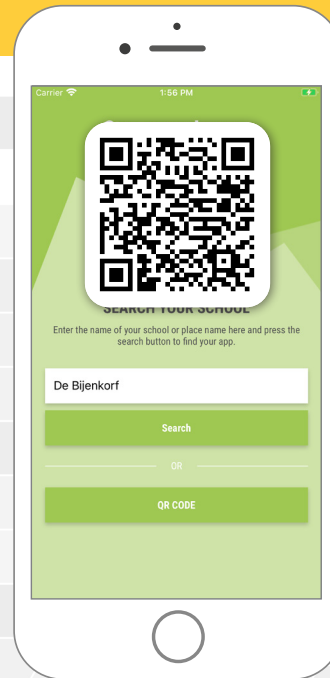 Carrier
1:56 PM
SEARCH YOUR SCHOOL
Enter the name of your school or place name here and press the
search button to find your app.
De Bijenkorf
Search
OR
QR CODE